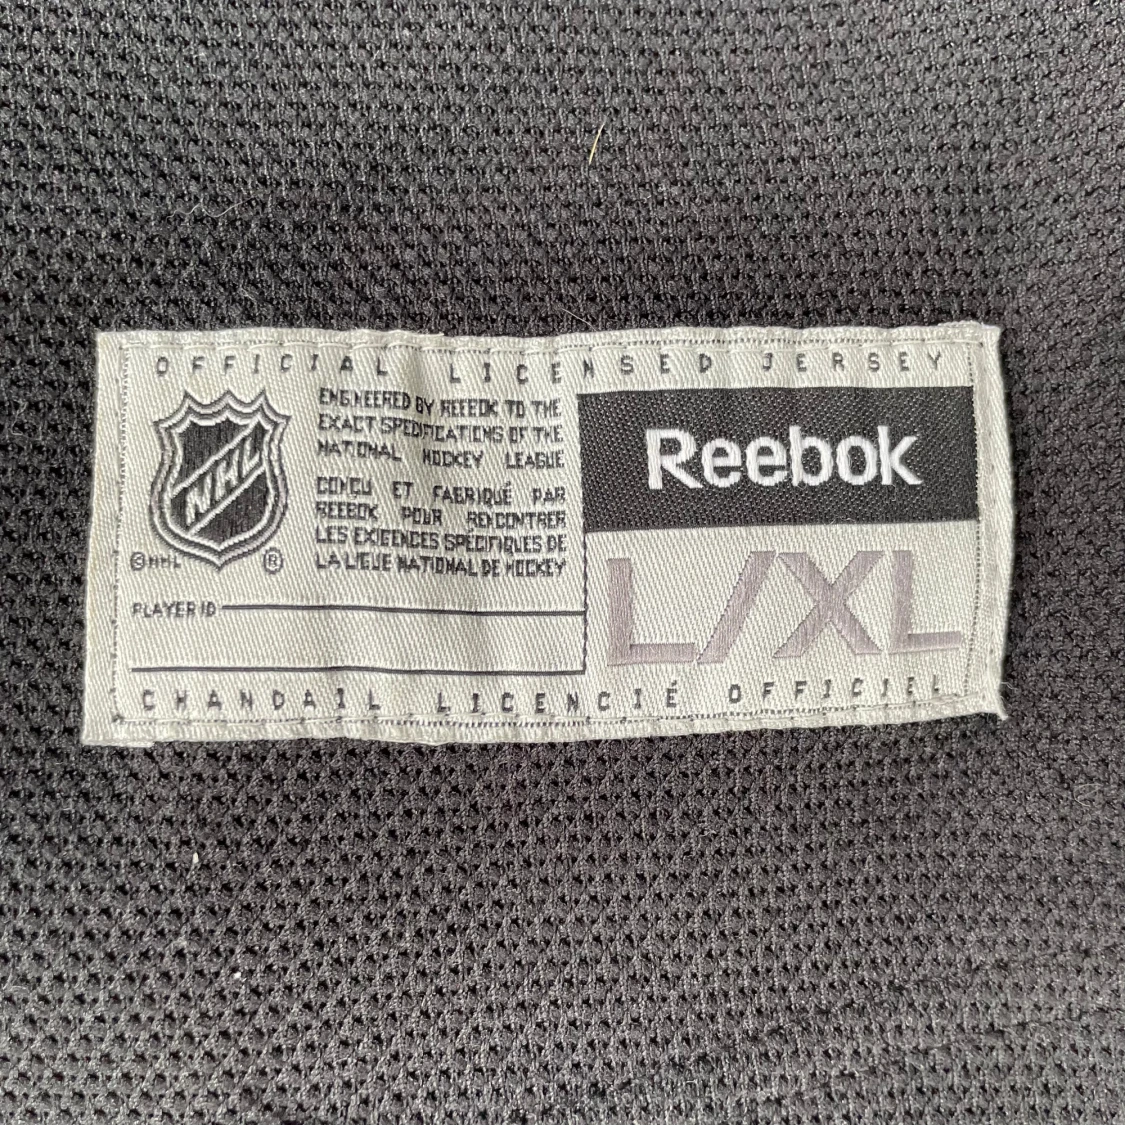 OFFICIAL LICENSED JERSEY
NHL
©NHL ®
ENGINEERED BY REEBOK TO THE
EXACT SPECIFICATIONS OF THE
NATIONAL HOCKEY LEAGUE
CONCU ET FABRIQUÉ PAR
REEBOK POUR RENCONTRER
LES EXIGENCES SPÉCIFIQUES DE
LA LIGUE NATIONAL DE HOCKEY
PLAYER ID
Reebok
L/XL
CHANDAIL LICENCIÉ OFFICIEL